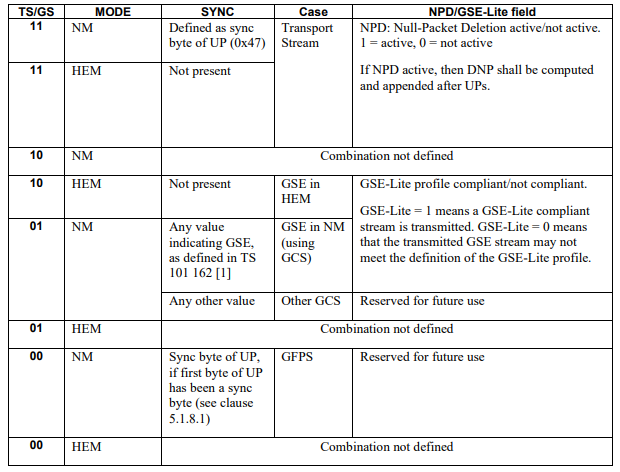 TS/GS MODE SYNC Case NPD/GSE-Lite field
11 NM Defined as sync Transport NPD: Null-Packet Deletion active/not active.
byte of UP (0x47) Stream 1 = active, 0 = not active
11 HEM Not present If NPD active, then DNP shall be computed
and appended after UPs.
10 NM Combination not defined
10 HEM Not present GSE in GSE-Lite profile compliant/not compliant.
HEM
GSE-Lite = 1 means a GSE-Lite compliant
01 NM Any value GSE in NM stream is transmitted. GSE-Lite = 0 means
indicating GSE, (using that the transmitted GSE stream may not
as defined in TS GCS) meet the definition of the GSE-Lite profile.
101 162 [1]
Any other value Other GCS Reserved for future use
01 HEM Combination not defined
00 NM Sync byte of UP, GFPS Reserved for future use
if first byte of UP
has been a sync
byte (see clause
5.1.8.1)
00 HEM Combination not defined